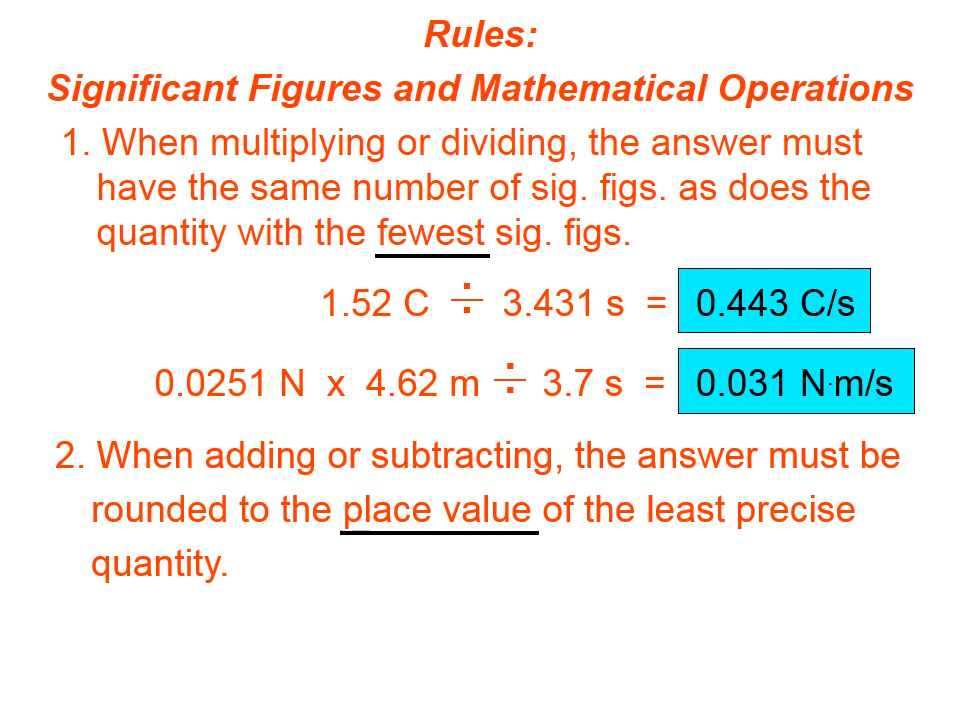 Rules:
Significant Figures and Mathematical Operations
1. When multiplying or dividing, the answer must
have the same number of sig. figs. as does the
quantity with the fewest sig. figs.
1.52 C ÷ 3.431 s = 0.443 C/s
0.0251 N x 4.62 m ÷ 3.7 s = 0.031 N·m/s
2. When adding or subtracting, the answer must be
rounded to the place value of the least precise
quantity.